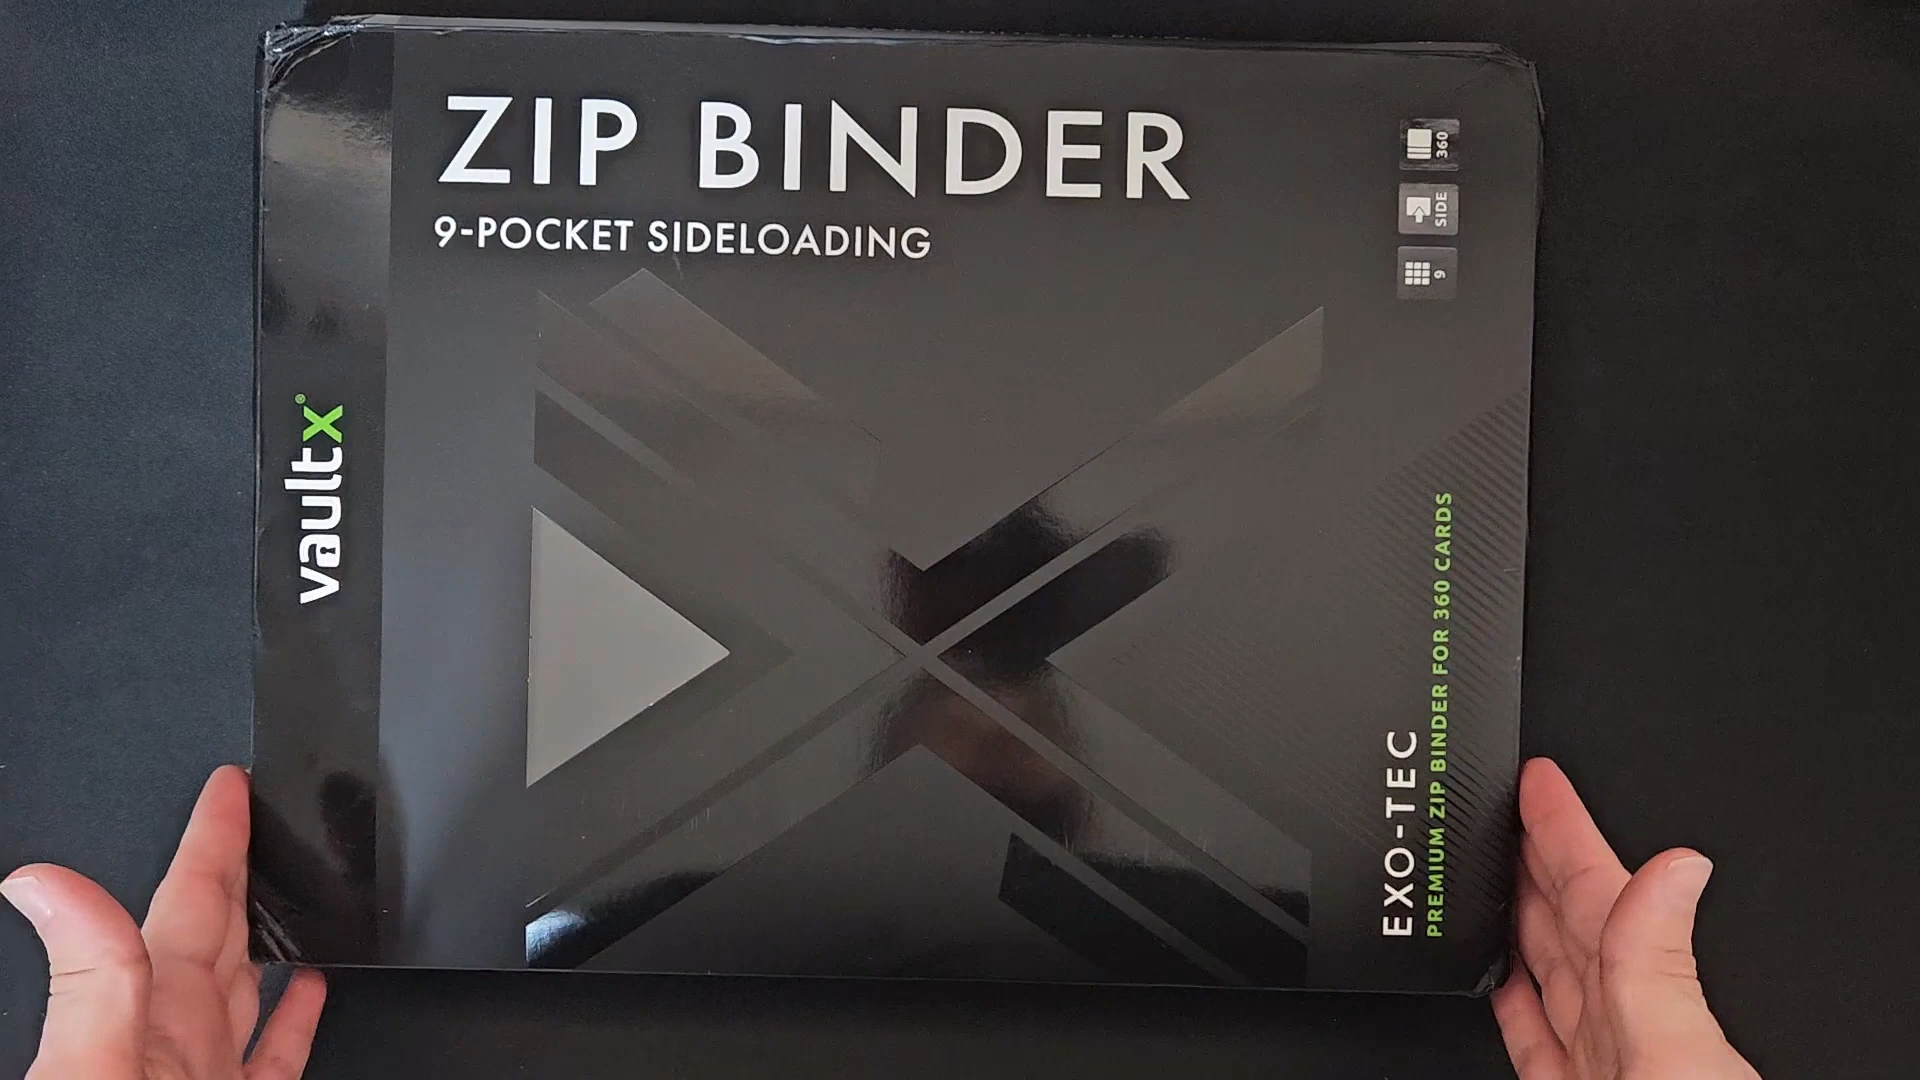 ZIP BINDER
9-POCKET SIDELOADING
vaultx®
360
SIDE
9
EXO-TEC
PREMIUM ZIP BINDER FOR 360 CARDS